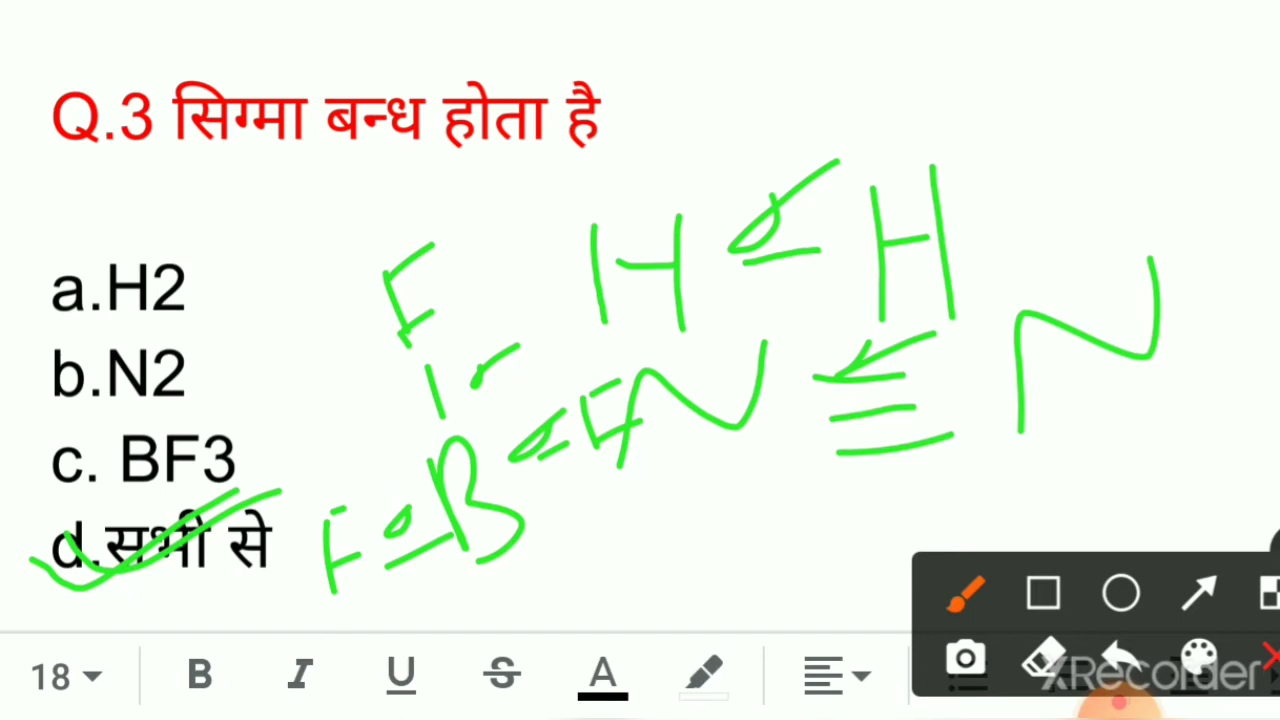 Q.3 सिग्मा बन्ध होता है
a.H2
b.N2
c. BF3
d.सभी से
H σ H
N ≡ N
F
F σ B σ F
18 B I U S A
XRecorder